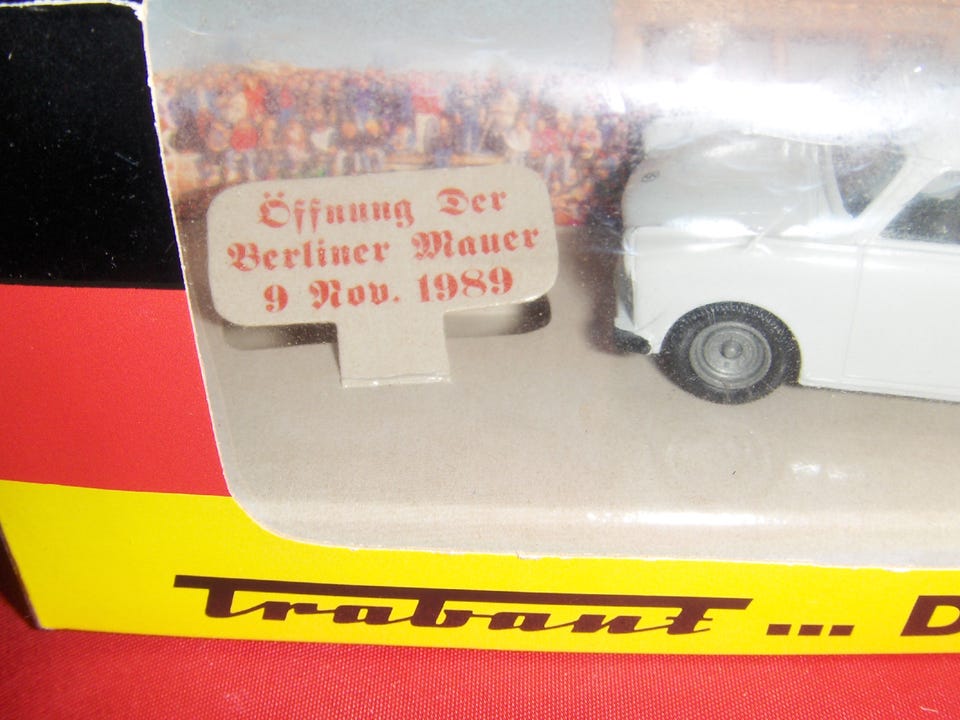 Öffnung Der
Berliner Mauer
9 Nov. 1989
Trabant ... D